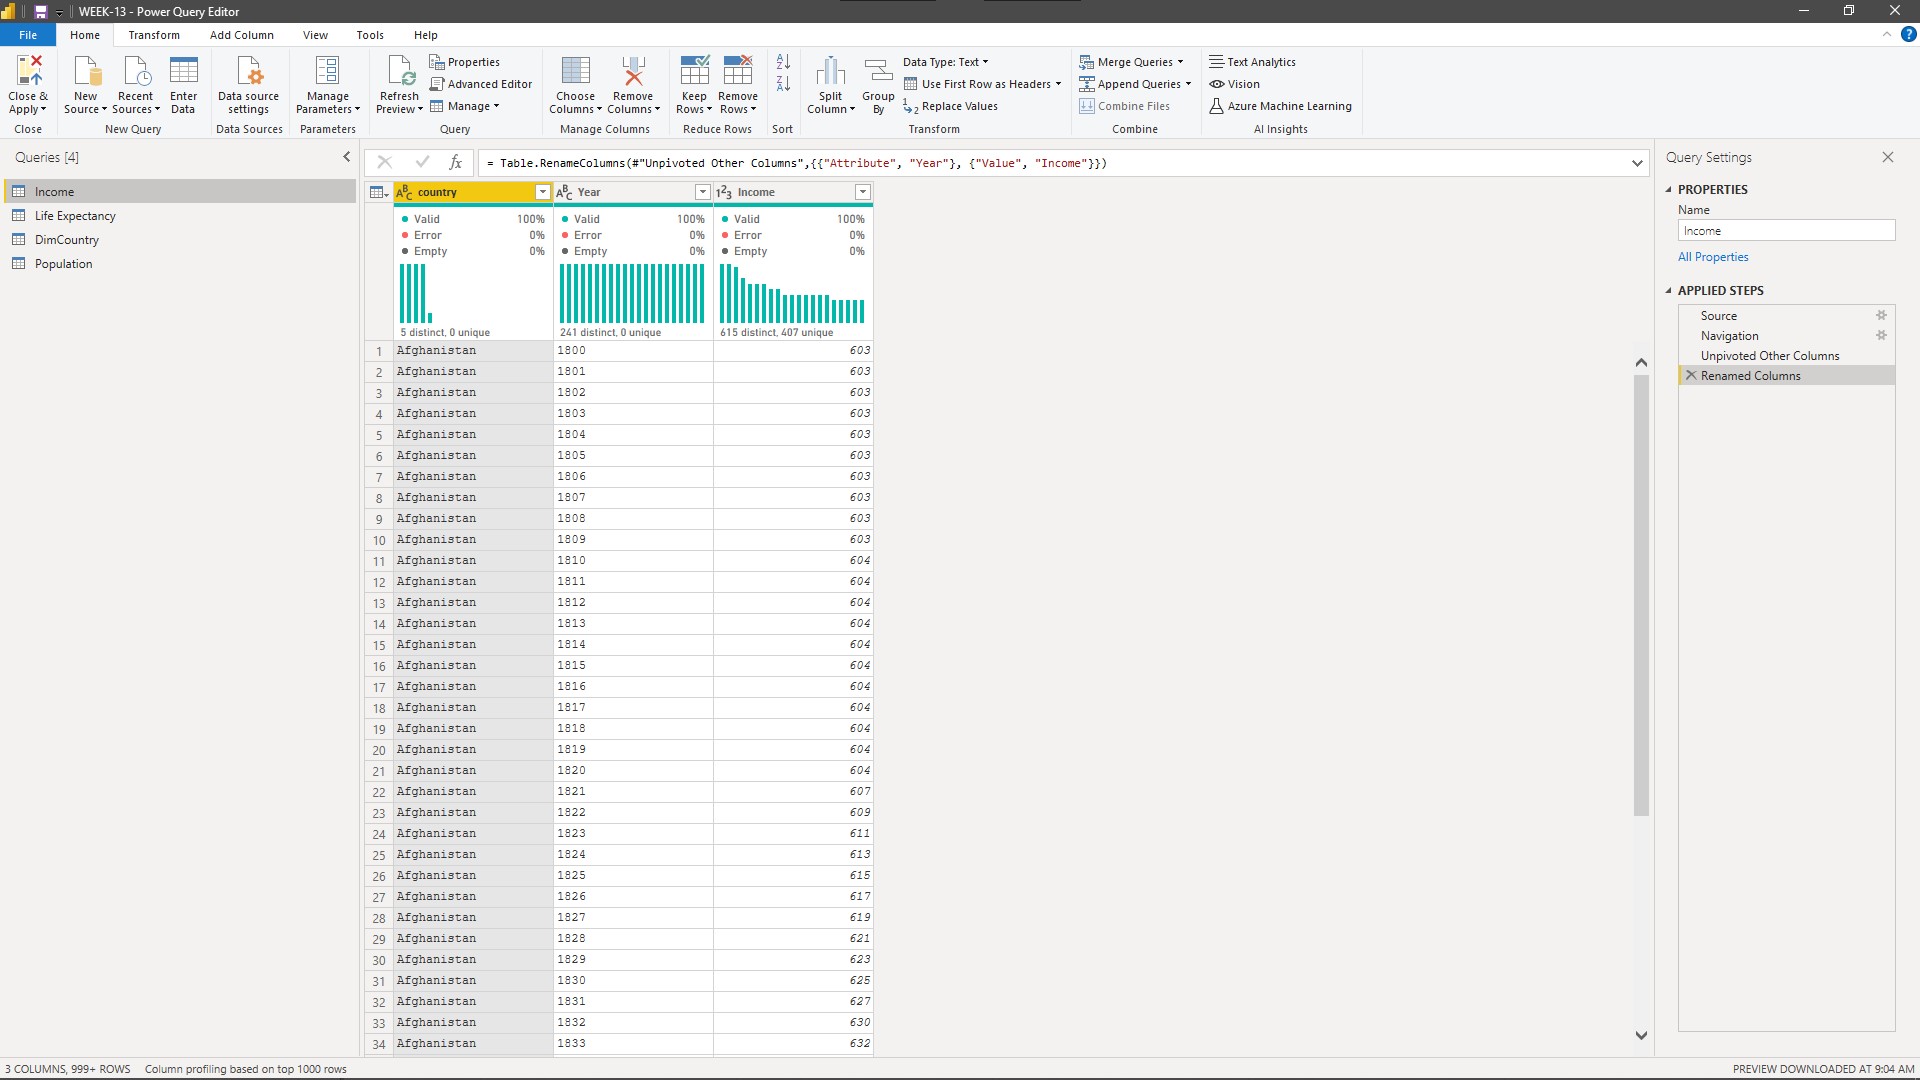 WEEK-13 - Power Query Editor
File Home Transform Add Column View Tools Help
Close & Apply
Close
New Source
Recent Sources
Enter Data
New Query
Data source settings
Data Sources
Manage Parameters
Parameters
Refresh Preview
Properties
Advanced Editor
Manage
Query
Choose Columns
Remove Columns
Manage Columns
Keep Rows
Remove Rows
Reduce Rows
Sort
Split Column
Group By
Data Type: Text
Use First Row as Headers
Replace Values
Transform
Merge Queries
Append Queries
Combine Files
Combine
Text Analytics
Vision
Azure Machine Learning
AI Insights
Queries [4]
Income
Life Expectancy
DimCountry
Population
fx = Table.RenameColumns(#"Unpivoted Other Columns",{{"Attribute", "Year"}, {"Value", "Income"}})
ABC country ABC Year 123 Income
Valid 100% Valid 100% Valid 100%
Error 0% Error 0% Error 0%
Empty 0% Empty 0% Empty 0%
5 distinct, 0 unique 241 distinct, 0 unique 615 distinct, 407 unique
1 Afghanistan 1800 603
2 Afghanistan 1801 603
3 Afghanistan 1802 603
4 Afghanistan 1803 603
5 Afghanistan 1804 603
6 Afghanistan 1805 603
7 Afghanistan 1806 603
8 Afghanistan 1807 603
9 Afghanistan 1808 603
10 Afghanistan 1809 603
11 Afghanistan 1810 604
12 Afghanistan 1811 604
13 Afghanistan 1812 604
14 Afghanistan 1813 604
15 Afghanistan 1814 604
16 Afghanistan 1815 604
17 Afghanistan 1816 604
18 Afghanistan 1817 604
19 Afghanistan 1818 604
20 Afghanistan 1819 604
21 Afghanistan 1820 604
22 Afghanistan 1821 607
23 Afghanistan 1822 609
24 Afghanistan 1823 611
25 Afghanistan 1824 613
26 Afghanistan 1825 615
27 Afghanistan 1826 617
28 Afghanistan 1827 619
29 Afghanistan 1828 621
30 Afghanistan 1829 623
31 Afghanistan 1830 625
32 Afghanistan 1831 627
33 Afghanistan 1832 630
34 Afghanistan 1833 632
Query Settings
PROPERTIES
Name
Income
All Properties
APPLIED STEPS
Source
Navigation
Unpivoted Other Columns
Renamed Columns
3 COLUMNS, 999+ ROWS Column profiling based on top 1000 rows
PREVIEW DOWNLOADED AT 9:04 AM